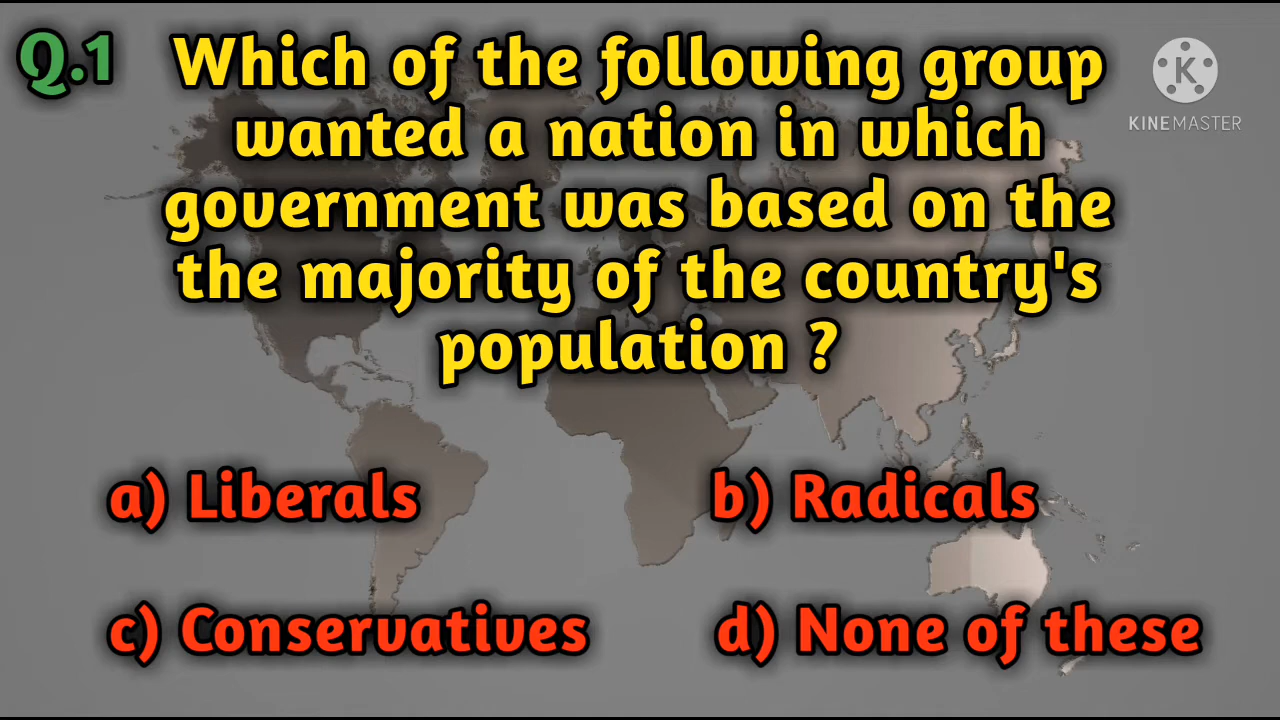 Q.1 Which of the following group
wanted a nation in which
government was based on the
the majority of the country's
population ?
a) Liberals
b) Radicals
c) Conservatives
d) None of these
K
KINEMASTER